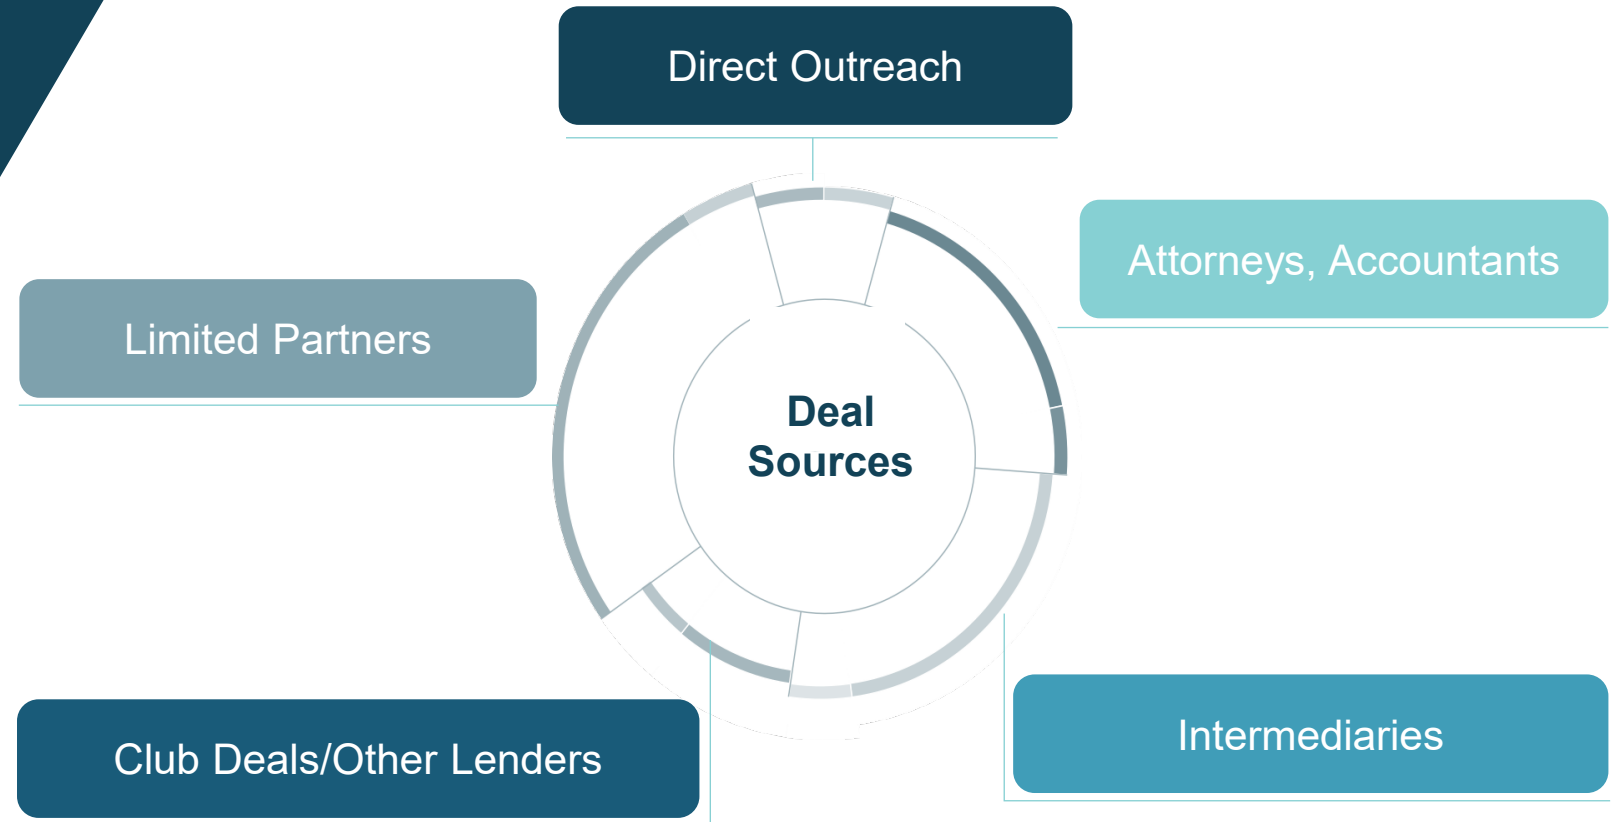 Direct Outreach
Attorneys, Accountants
Limited Partners
Deal
Sources
Intermediaries
Club Deals/Other Lenders